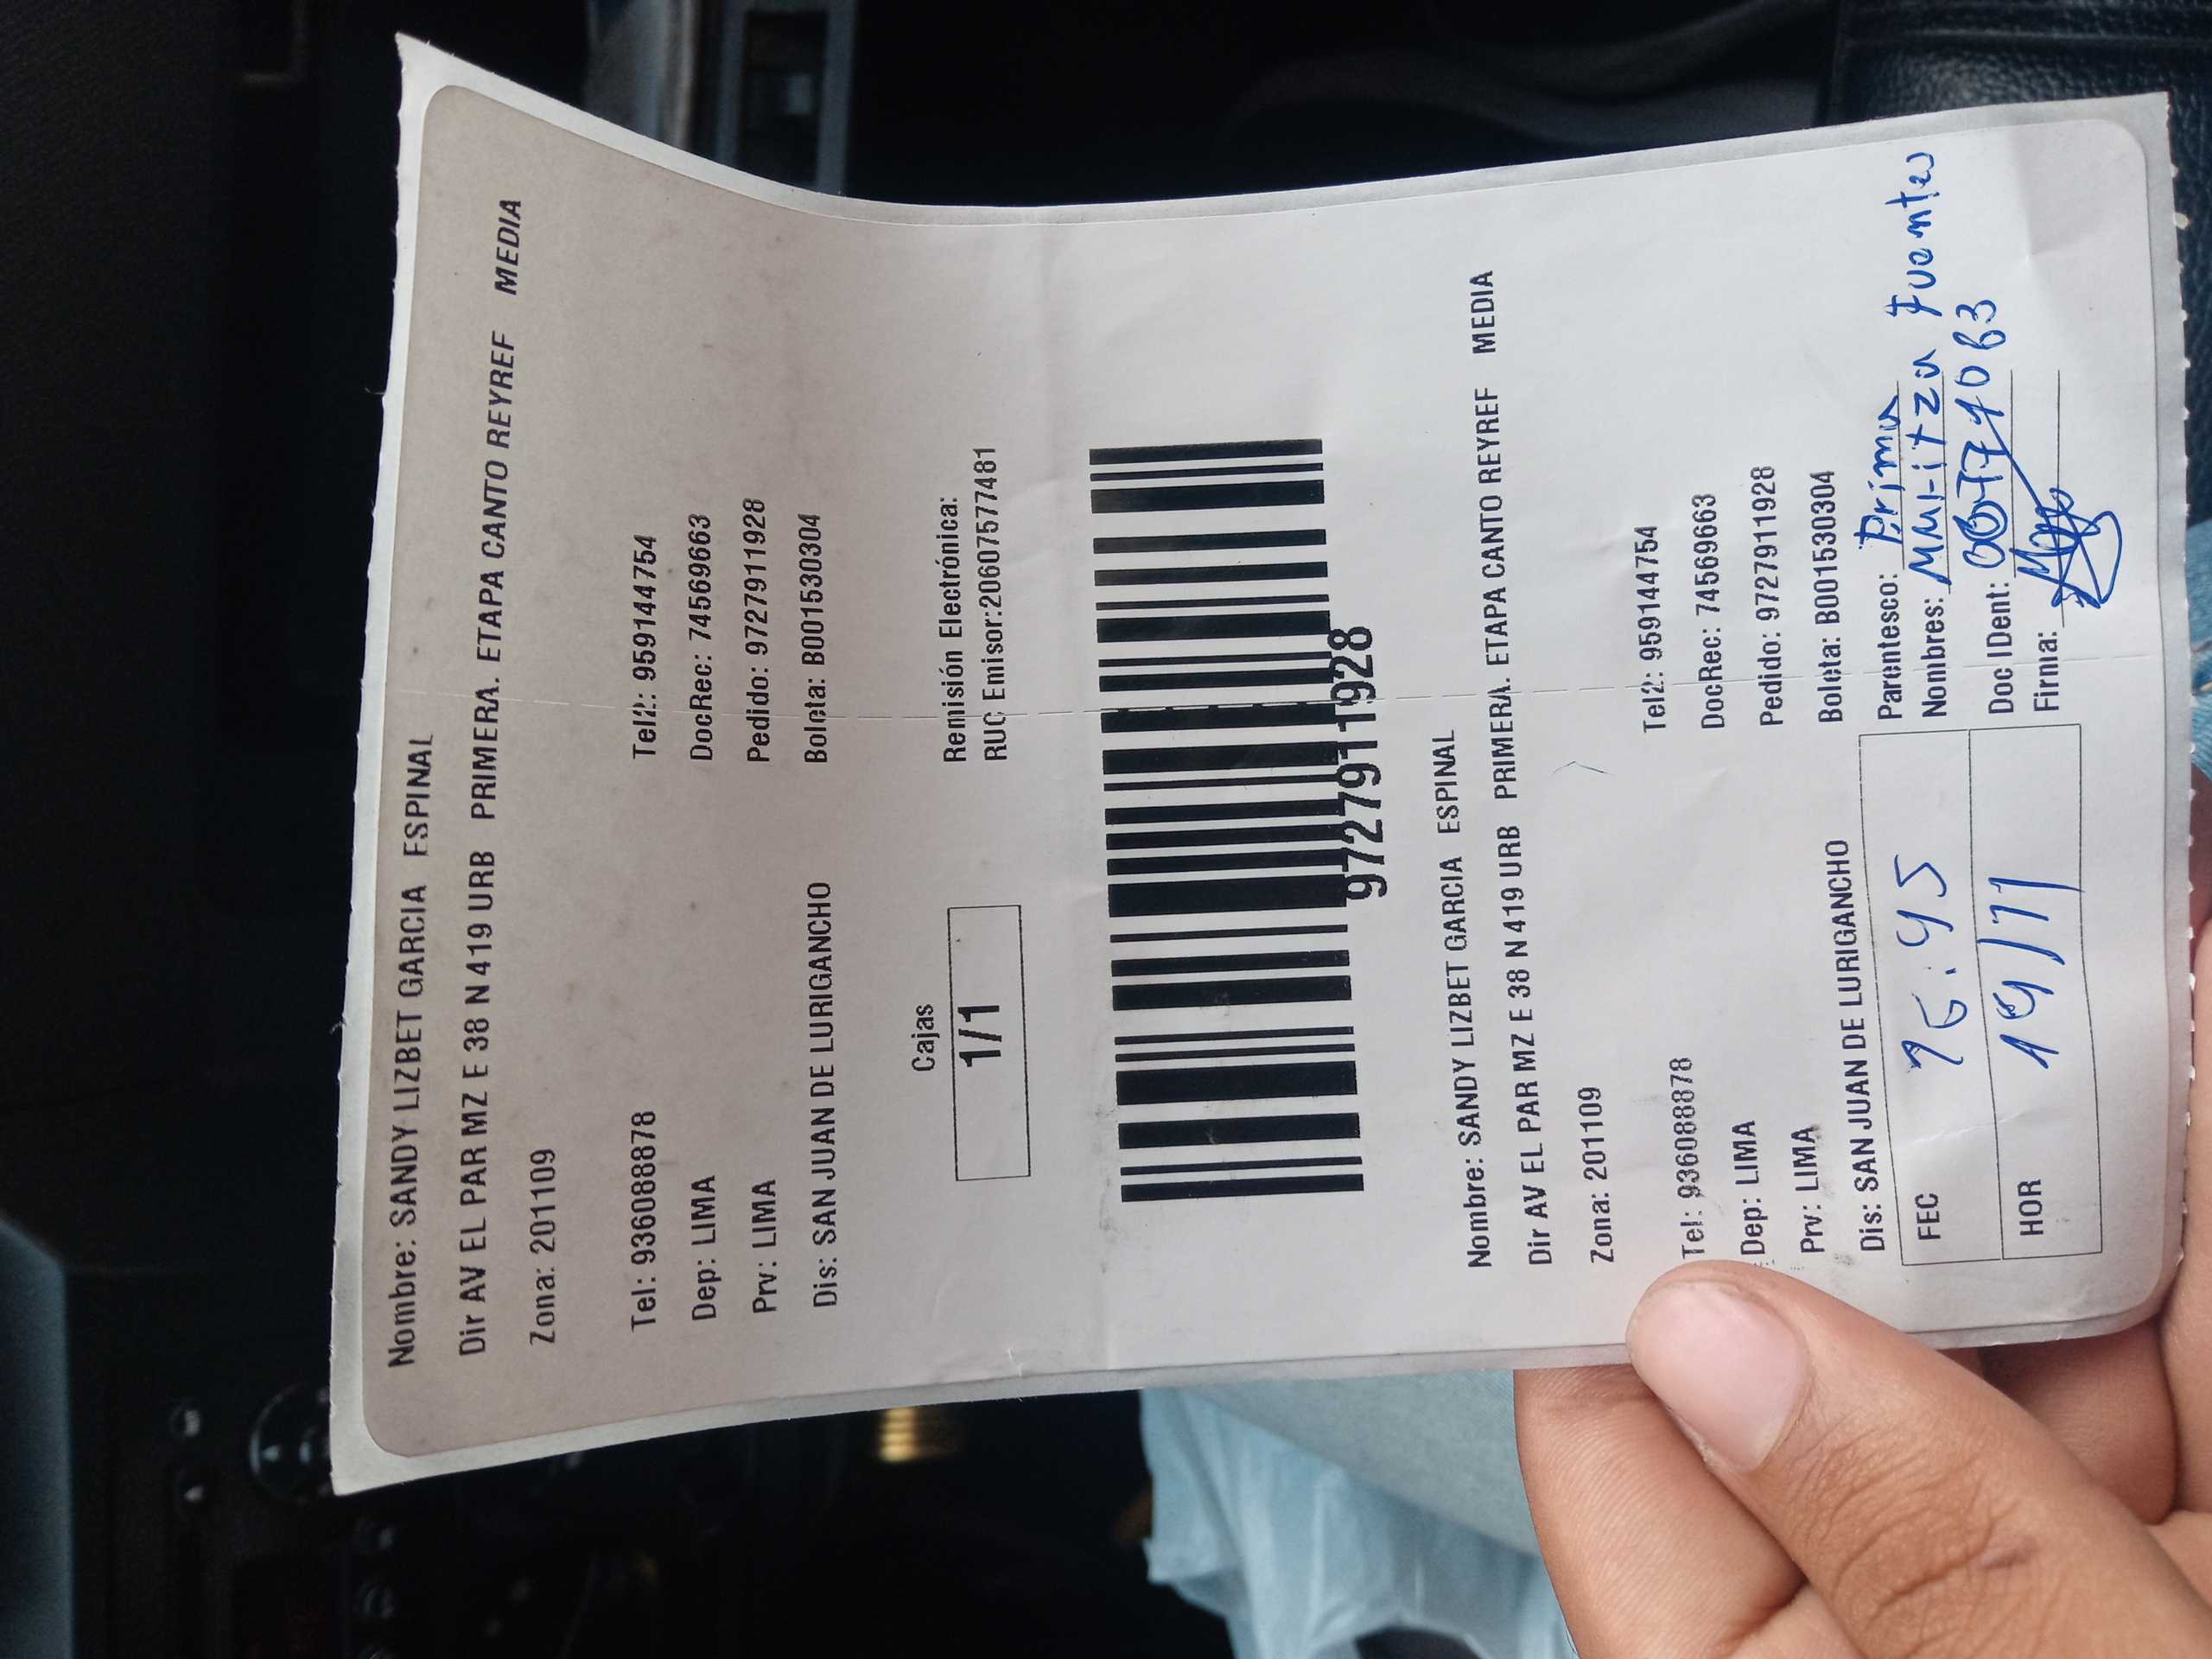 Nombre: SANDY LIZBET GARCIA ESPINAL
Dir AV EL PAR MZ E 38 N 419 URB PRIMERA. ETAPA CANTO REYREF MEDIA
Zona: 201109
Tel: 936088878 Tel2: 959144754
Dep: LIMA DocRec: 74569663
Prv: LIMA Pedido: 9727911928
Dis: SAN JUAN DE LURIGANCHO Boleta: B001530304
Cajas
1/1
Remisión Electrónica:
RUC Emisor:20607577481
9727911928
Nombre: SANDY LIZBET GARCIA ESPINAL
Dir AV EL PAR MZ E 38 N 419 URB PRIMERA. ETAPA CANTO REYREF MEDIA
Zona: 201109
Tel: 936088878 Tel2: 959144754
Dep: LIMA DocRec: 74569663
Prv: LIMA Pedido: 9727911928
Dis: SAN JUAN DE LURIGANCHO Boleta: B001530304
FEC
HOR 19/11
Parentesco: Prima
Nombres: Maritza Fuentes
Doc IDent:
Firma: